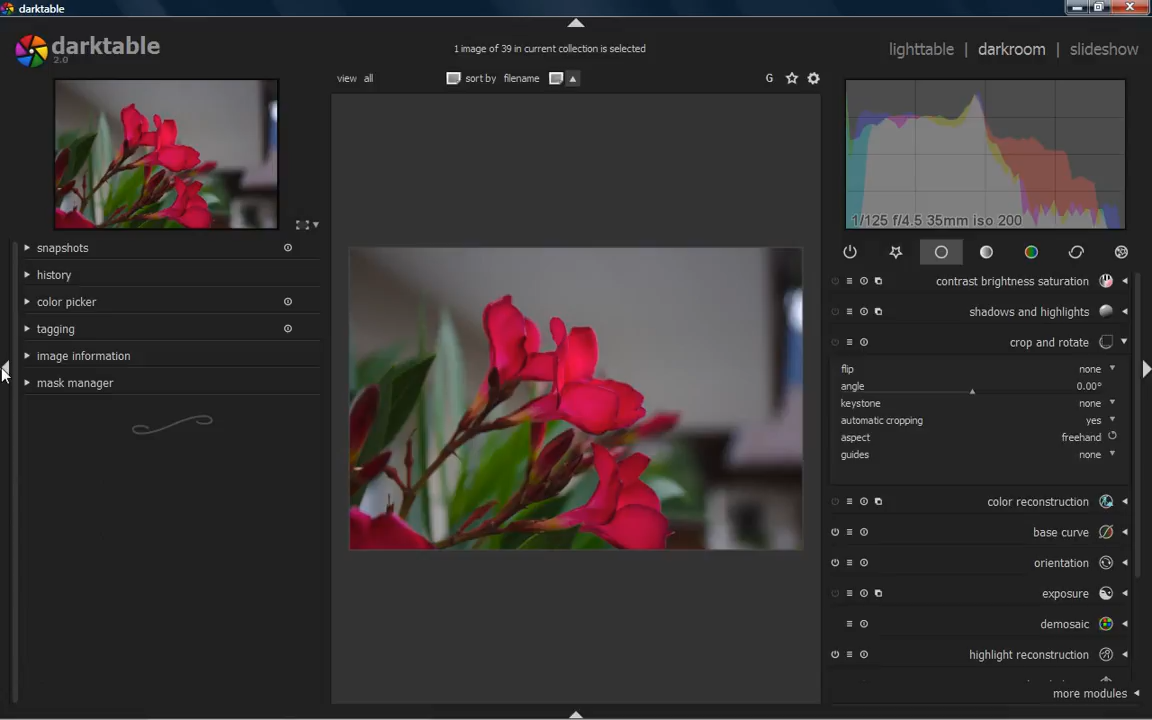 darktable
darktable
2.0
1 image of 39 in current collection is selected
lighttable | darkroom | slideshow
view all sort by filename G
1/125 f/4.5 35mm iso 200
snapshots
history
color picker
tagging
image information
mask manager
contrast brightness saturation
shadows and highlights
crop and rotate
flip none
angle 0.00°
keystone none
automatic cropping yes
aspect freehand
guides none
color reconstruction
base curve
orientation
exposure
demosaic
highlight reconstruction
more modules